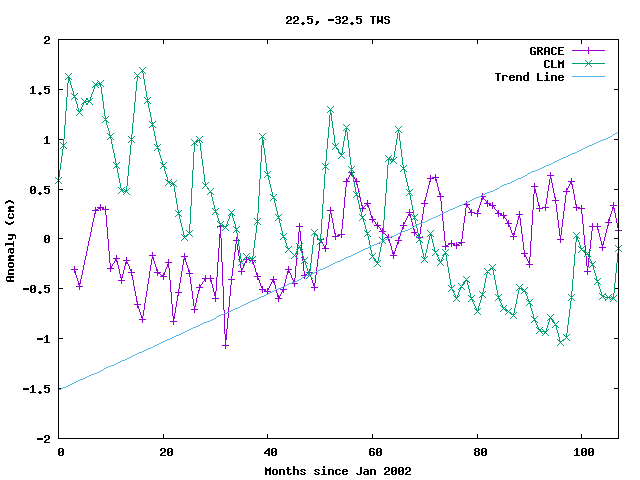 22.5, -32.5 TWS
GRACE
CLM
Trend Line
2
1.5
1
0.5
0
-0.5
-1
-1.5
-2
Anomaly (cm)
0 20 40 60 80 100
Months since Jan 2002